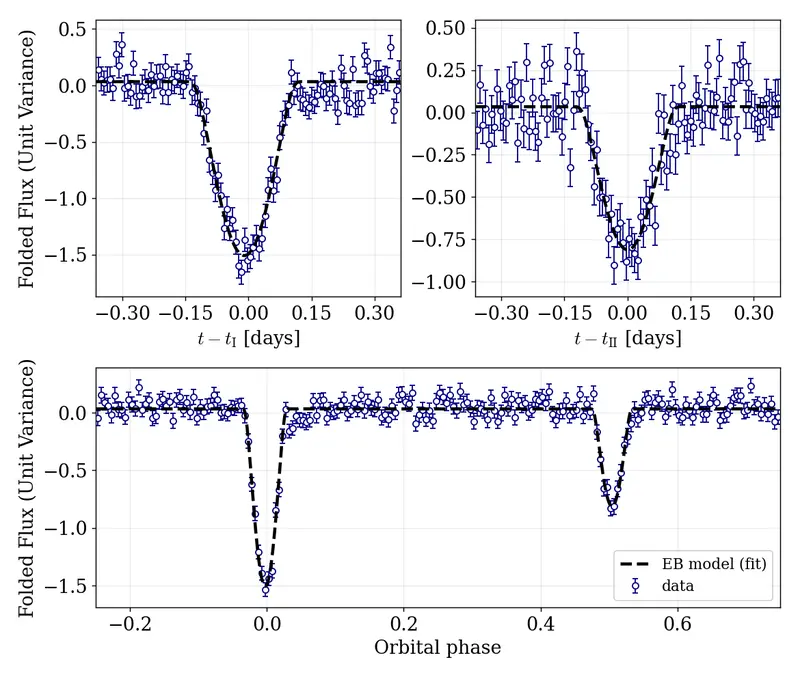 Folded Flux (Unit Variance)
0.5
0.0
−0.5
−1.0
−1.5
−0.30 −0.15 0.00 0.15 0.30
t − tI [days]
0.50
0.25
0.00
−0.25
−0.50
−0.75
−1.00
−0.30 −0.15 0.00 0.15 0.30
t − tII [days]
Folded Flux (Unit Variance)
0.0
−0.5
−1.0
−1.5
−0.2 0.0 0.2 0.4 0.6
Orbital phase
EB model (fit)
data